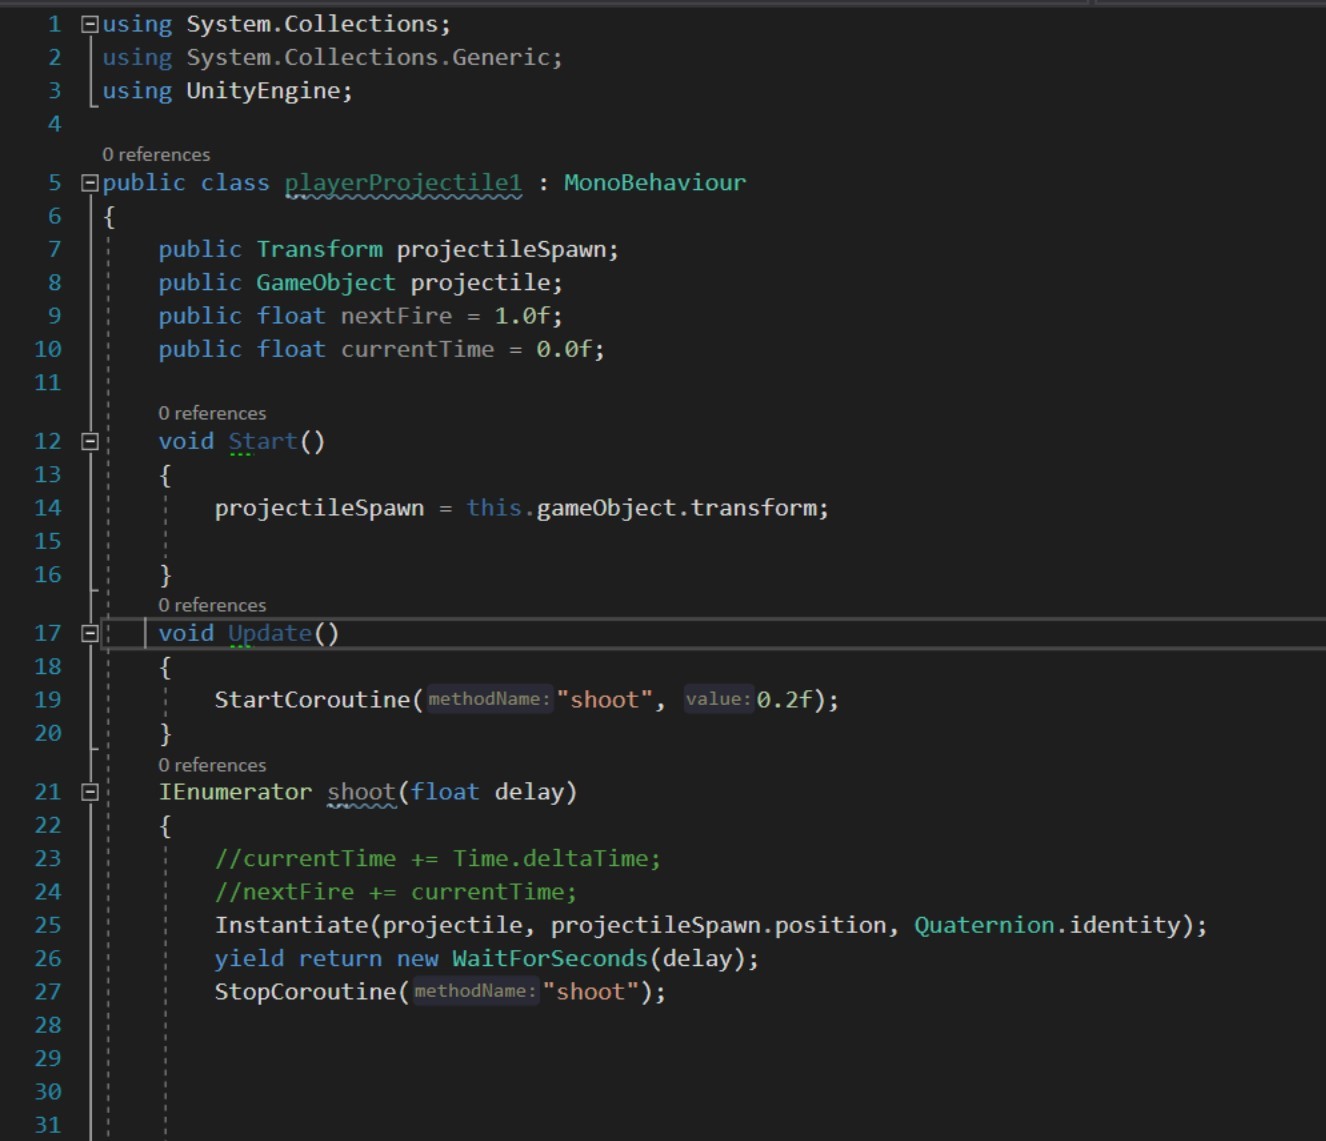 1 using System.Collections;
2 using System.Collections.Generic;
3 using UnityEngine;
4
0 references
5 public class playerProjectile1 : MonoBehaviour
6 {
7 public Transform projectileSpawn;
8 public GameObject projectile;
9 public float nextFire = 1.0f;
10 public float currentTime = 0.0f;
11
0 references
12 void Start()
13 {
14 projectileSpawn = this.gameObject.transform;
15
16 }
0 references
17 void Update()
18 {
19 StartCoroutine(methodName:"shoot", value:0.2f);
20 }
0 references
21 IEnumerator shoot(float delay)
22 {
23 //currentTime += Time.deltaTime;
24 //nextFire += currentTime;
25 Instantiate(projectile, projectileSpawn.position, Quaternion.identity);
26 yield return new WaitForSeconds(delay);
27 StopCoroutine(methodName:"shoot");
28
29
30
31